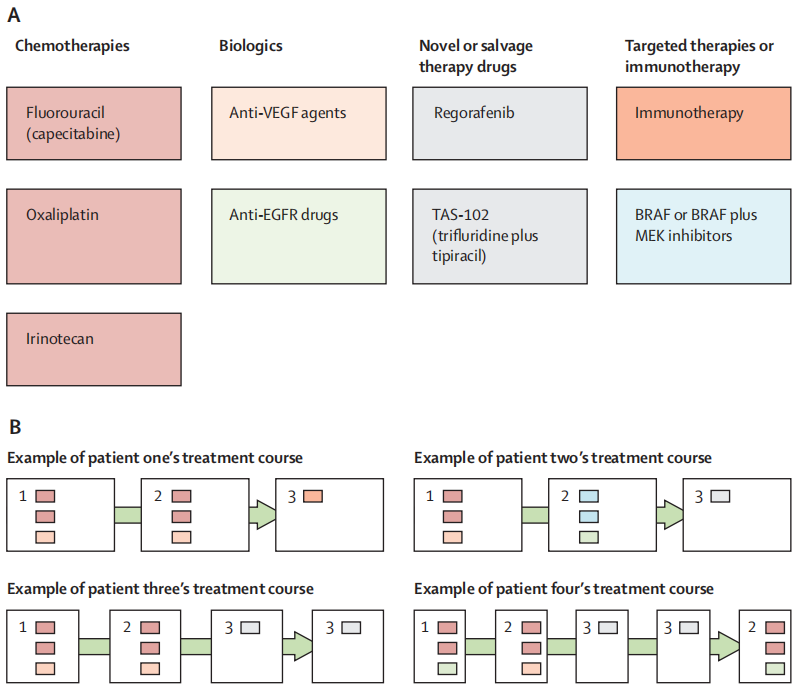 A
Chemotherapies
Biologics
Novel or salvage
therapy drugs
Targeted therapies or
immunotherapy
Fluorouracil
(capecitabine)
Anti-VEGF agents
Regorafenib
Immunotherapy
Oxaliplatin
Anti-EGFR drugs
TAS-102
(trifluridine plus
tipiracil)
BRAF or BRAF plus
MEK inhibitors
Irinotecan
B
Example of patient one's treatment course
1
2
3
Example of patient two's treatment course
1
2
3
Example of patient three's treatment course
1
2
3
3
Example of patient four's treatment course
1
2
3
3
2